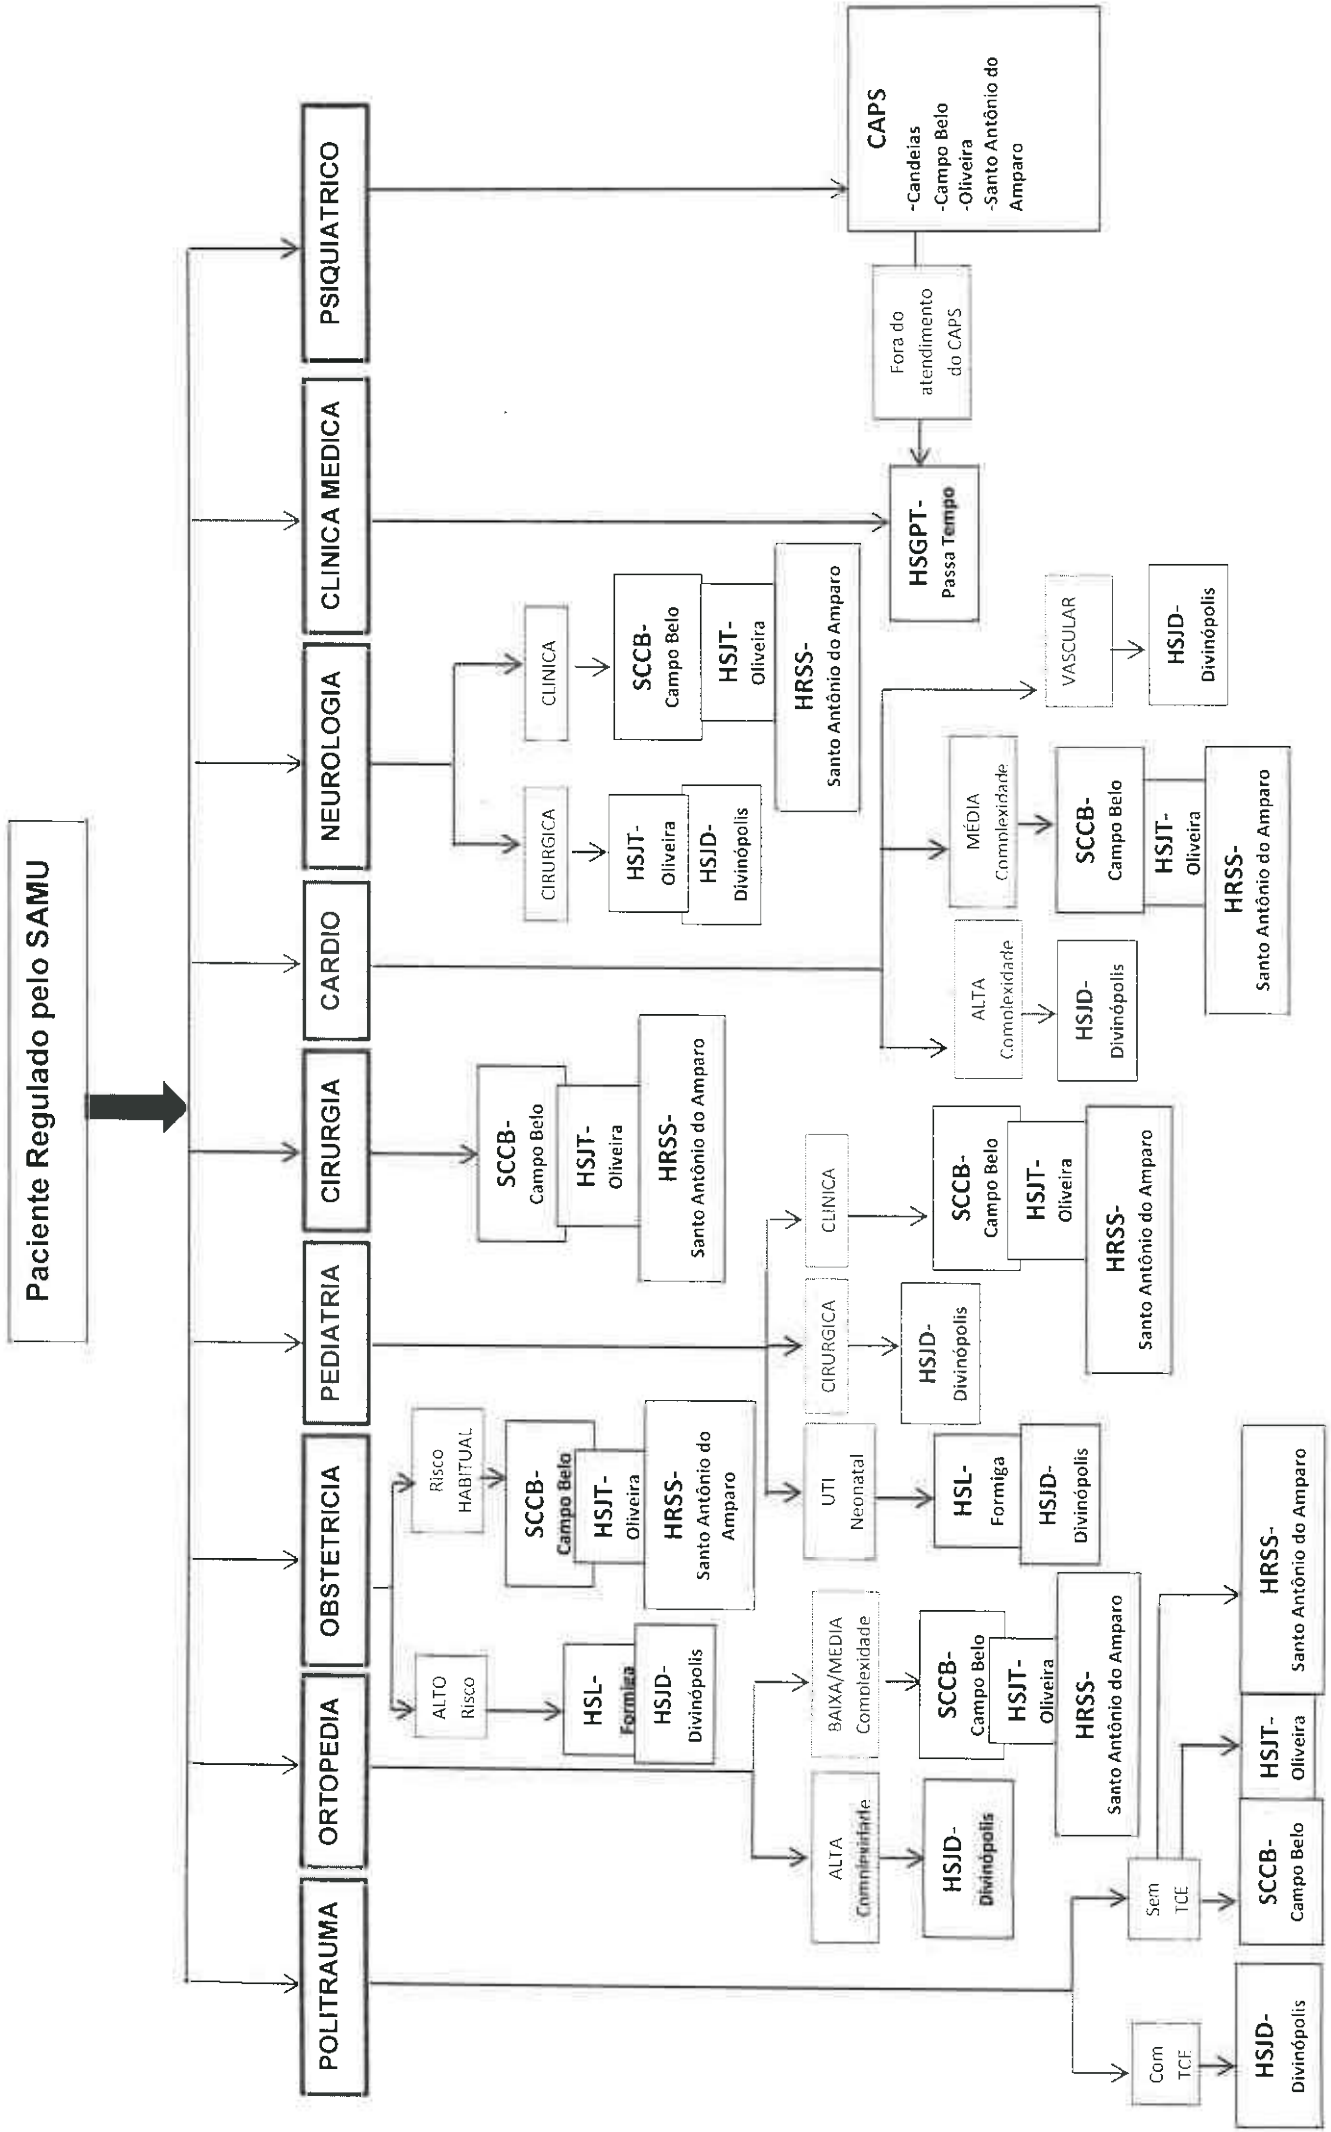 Paciente Regulado pelo SAMU
POLITRAUMA
ORTOPEDIA
OBSTETRICIA
PEDIATRIA
CIRURGIA
CARDIO
NEUROLOGIA
CLINICA MEDICA
PSIQUIATRICO
Com
TCE
HSJD-
Divinópolis
Sem
TCE
SCCB-
Campo Belo
HSJT-
Oliveira
HRSS-
Santo Antônio do Amparo
ALTA
Complexidade
HSJD-
Divinópolis
BAIXA/MEDIA
Complexidade
SCCB-
Campo Belo
HSJT-
Oliveira
HRSS-
Santo Antônio do Amparo
ALTO
Risco
HSL-
Formiga
HSJD-
Divinópolis
Risco
HABITUAL
SCCB-
Campo Belo
HSJT-
Oliveira
HRSS-
Santo Antônio do
Amparo
UTI
Neonatal
HSL-
Formiga
HSJD-
Divinópolis
CIRURGICA
HSJD-
Divinópolis
CLINICA
SCCB-
Campo Belo
HSJT-
Oliveira
HRSS-
Santo Antônio do Amparo
SCCB-
Campo Belo
HSJT-
Oliveira
HRSS-
Santo Antônio do Amparo
ALTA
Complexidade
HSJD-
Divinópolis
MÉDIA
Complexidade
SCCB-
Campo Belo
HSJT-
Oliveira
HRSS-
Santo Antônio do Amparo
VASCULAR
HSJD-
Divinópolis
CIRURGICA
HSJT-
Oliveira
HSJD-
Divinópolis
CLINICA
SCCB-
Campo Belo
HSJT-
Oliveira
HRSS-
Santo Antônio do Amparo
HSGPT-
Passa Tempo
Fora do
atendimento
do CAPS
CAPS
-Candeias
-Campo Belo
-Oliveira
-Santo Antônio do
Amparo